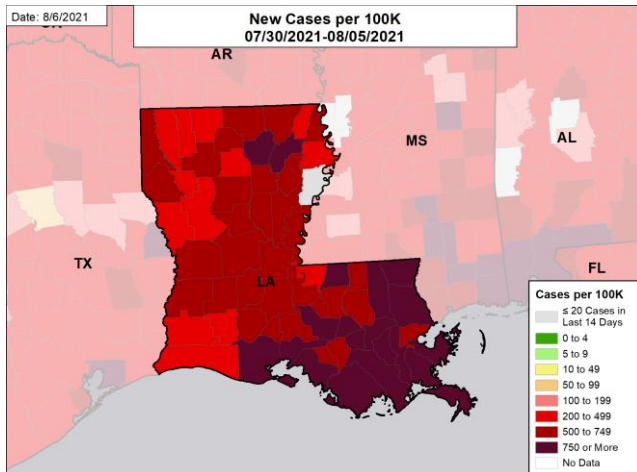 Date: 8/6/2021
New Cases per 100K
07/30/2021-08/05/2021
AR
MS
AL
TX
LA
FL
Cases per 100K
≤ 20 Cases in
Last 14 Days
0 to 4
5 to 9
10 to 49
50 to 99
100 to 199
200 to 499
500 to 749
750 or More
No Data